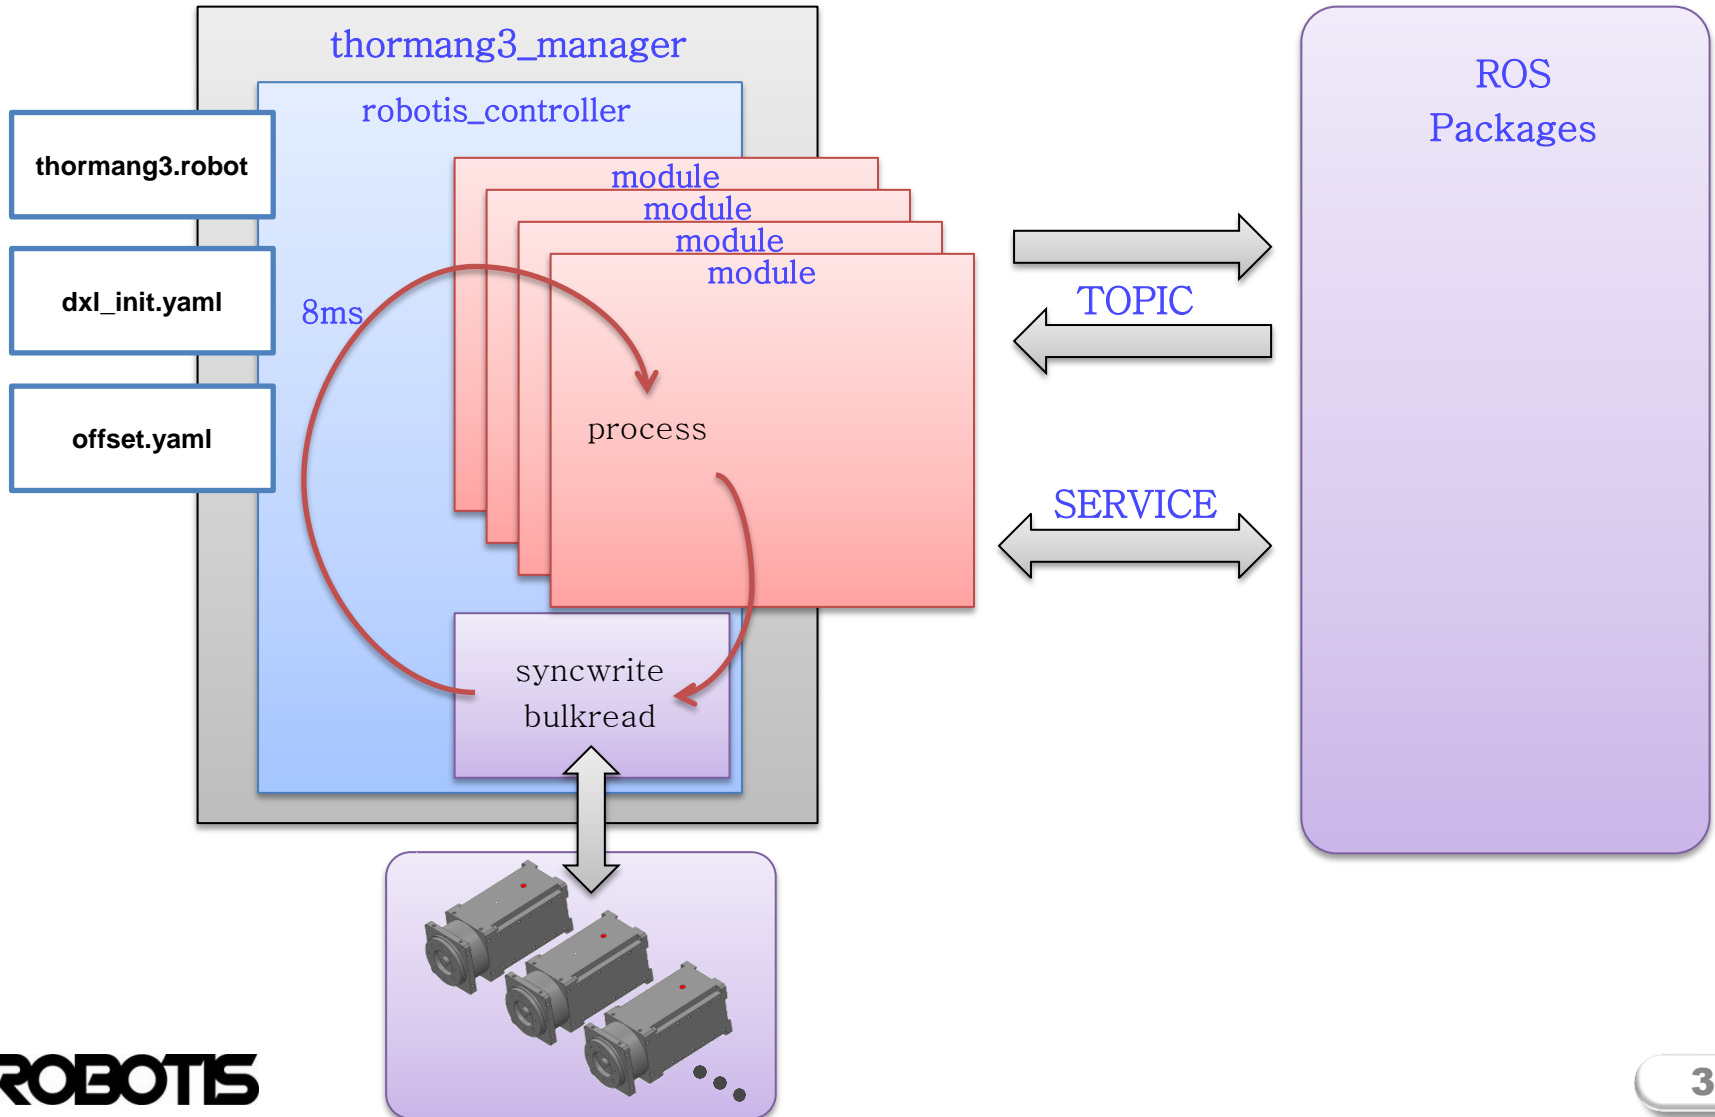 thormang3_manager
robotis_controller
thormang3.robot
dxl_init.yaml
offset.yaml
module
module
module
module
8ms
process
syncwrite
bulkread
TOPIC
SERVICE
ROS
Packages
ROBOTIS
3